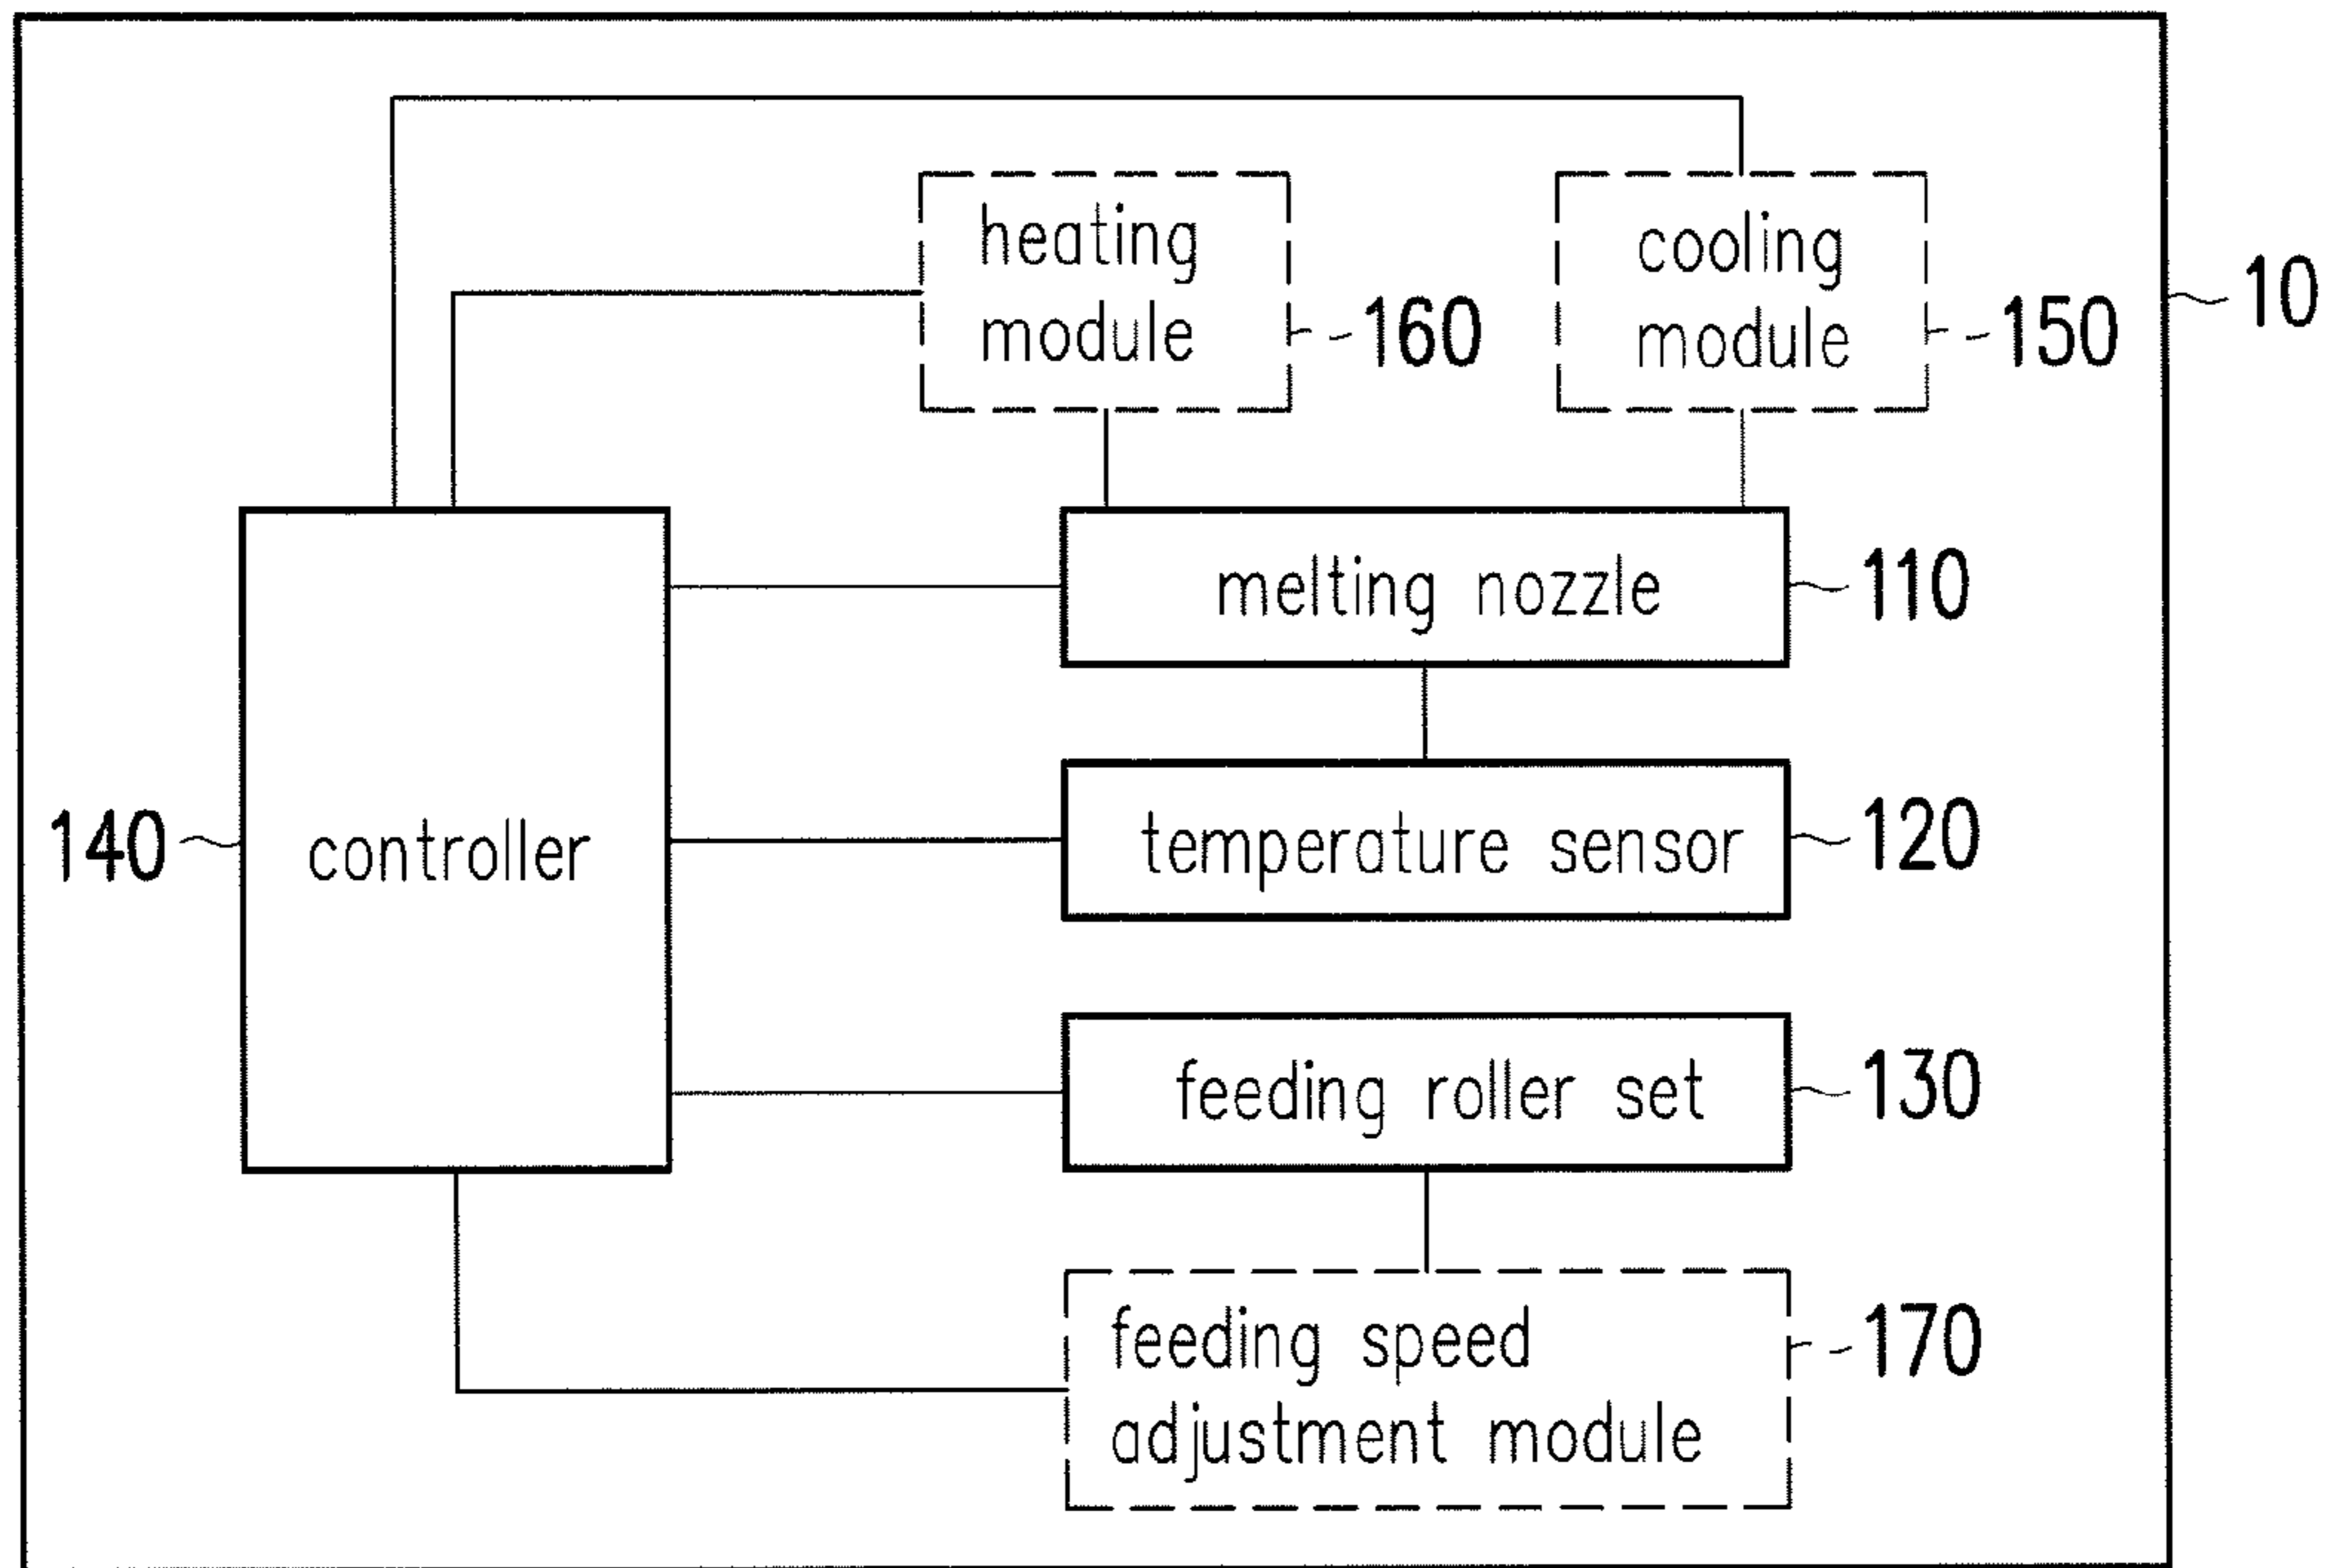 heating
module
160
cooling
module
150
10
melting nozzle
110
controller
140
temperature sensor
120
feeding roller set
130
feeding speed
adjustment module
170